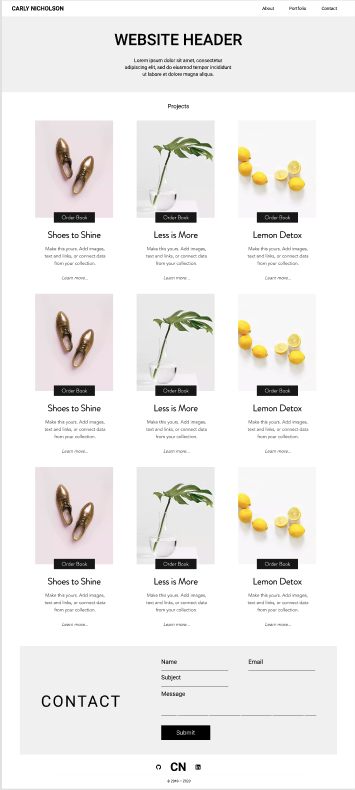 CARLY NICHOLSON
About Portfolio Contact
WEBSITE HEADER
Lorem ipsum dolor sit amet, consectetur
adipiscing elit, sed do eiusmod tempor incididunt
ut labore et dolore magna aliqua.
Projects
Order Book Order Book Order Book
Shoes to Shine Less is More Lemon Detox
Make this yours. Add images, Make this yours. Add images, Make this yours. Add images,
text and links, or connect data text and links, or connect data text and links, or connect data
from your collection. from your collection. from your collection.
Learn more... Learn more... Learn more...
Order Book Order Book Order Book
Shoes to Shine Less is More Lemon Detox
Make this yours. Add images, Make this yours. Add images, Make this yours. Add images,
text and links, or connect data text and links, or connect data text and links, or connect data
from your collection. from your collection. from your collection.
Learn more... Learn more... Learn more...
Order Book Order Book Order Book
Shoes to Shine Less is More Lemon Detox
Make this yours. Add images, Make this yours. Add images, Make this yours. Add images,
text and links, or connect data text and links, or connect data text and links, or connect data
from your collection. from your collection. from your collection.
Learn more... Learn more... Learn more...
Name Email
Subject
Message
CONTACT
Submit
CN